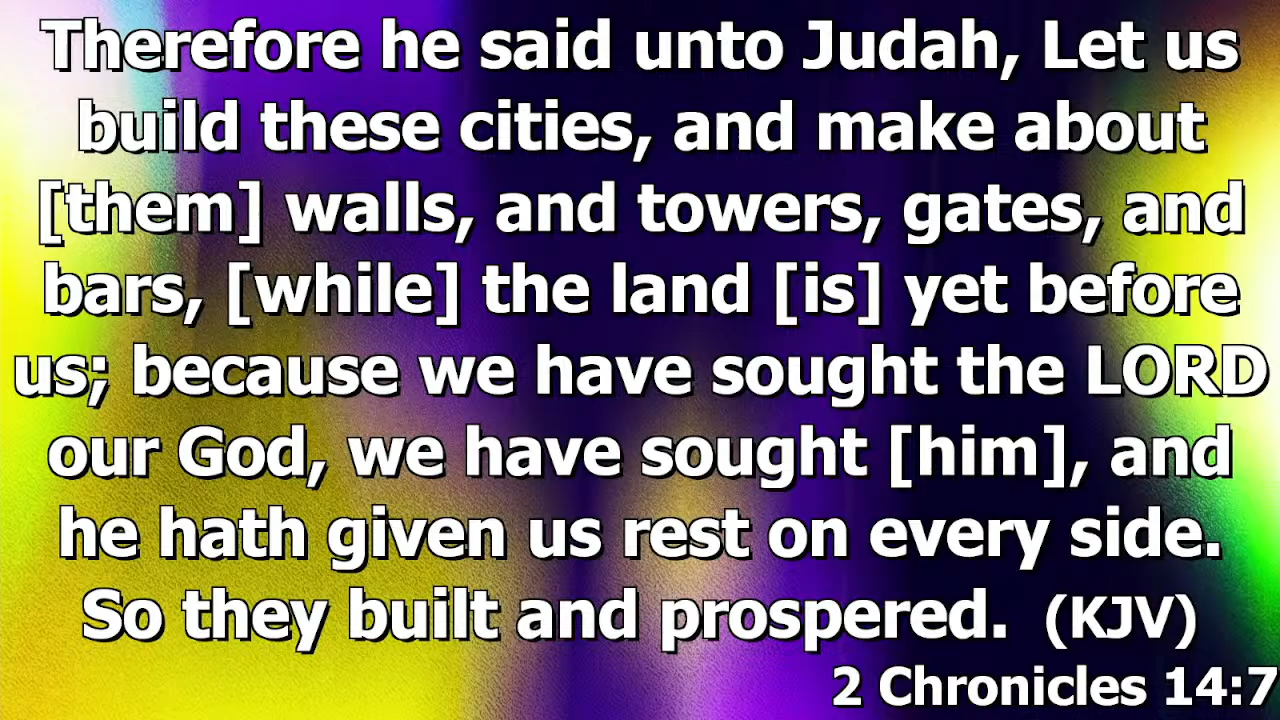 Therefore he said unto Judah, Let us
build these cities, and make about
[them] walls, and towers, gates, and
bars, [while] the land [is] yet before
us; because we have sought the LORD
our God, we have sought [him], and
he hath given us rest on every side.
So they built and prospered. (KJV)
2 Chronicles 14:7